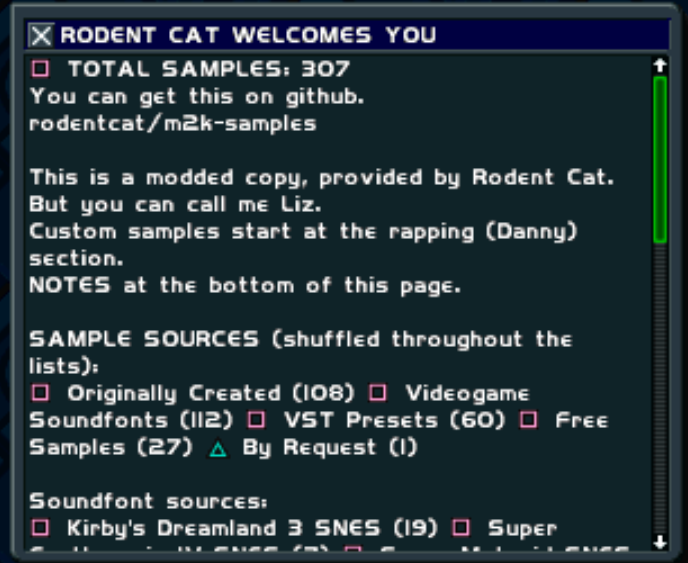 RODENT CAT WELCOMES YOU
TOTAL SAMPLES: 307
You can get this on github.
rodentcat/m2k-samples
This is a modded copy, provided by Rodent Cat.
But you can call me Liz.
Custom samples start at the rapping (Danny)
section.
NOTES at the bottom of this page.
SAMPLE SOURCES (shuffled throughout the
lists):
Originally Created (108) Videogame
Soundfonts (112) VST Presets (60) Free
Samples (27) By Request (1)
Soundfont sources:
Kirby's Dreamland 3 SNES (19) Super